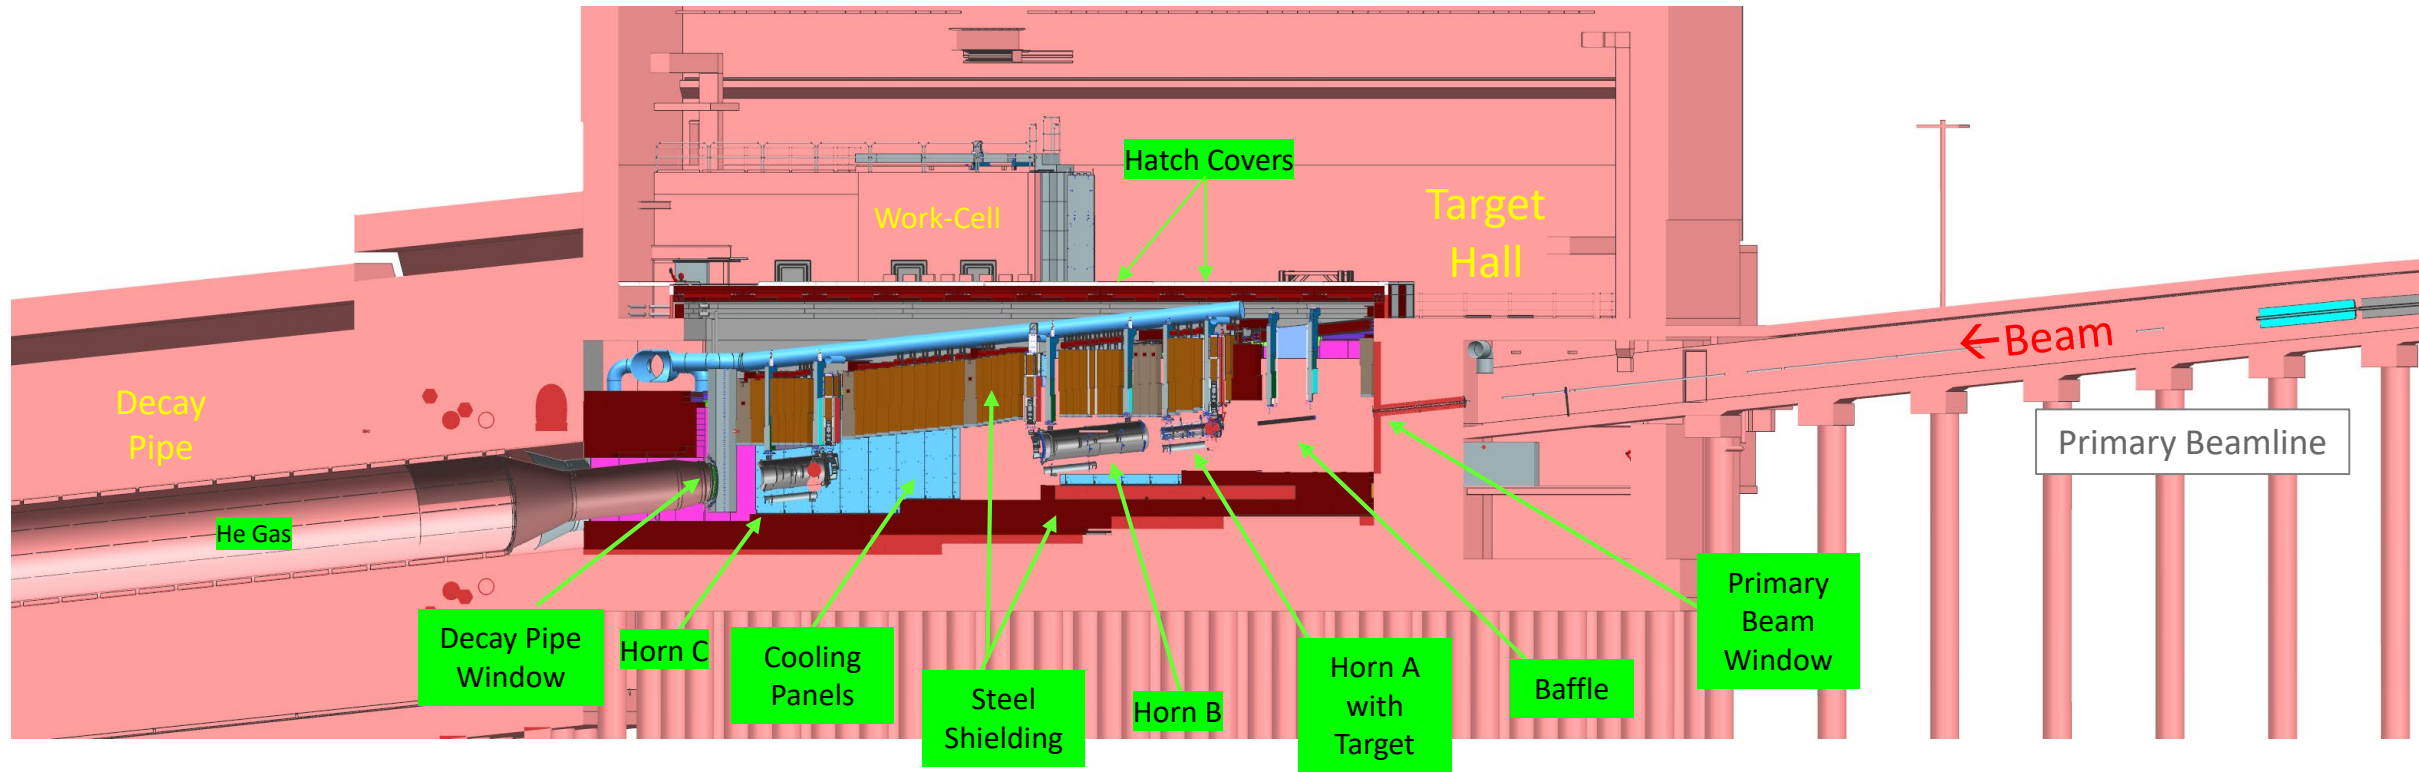 Hatch Covers
Work-Cell
Target
Hall
←Beam
Decay
Pipe
Primary Beamline
He Gas
Decay Pipe
Window
Horn C
Cooling
Panels
Steel
Shielding
Horn B
Horn A
with
Target
Baffle
Primary
Beam
Window